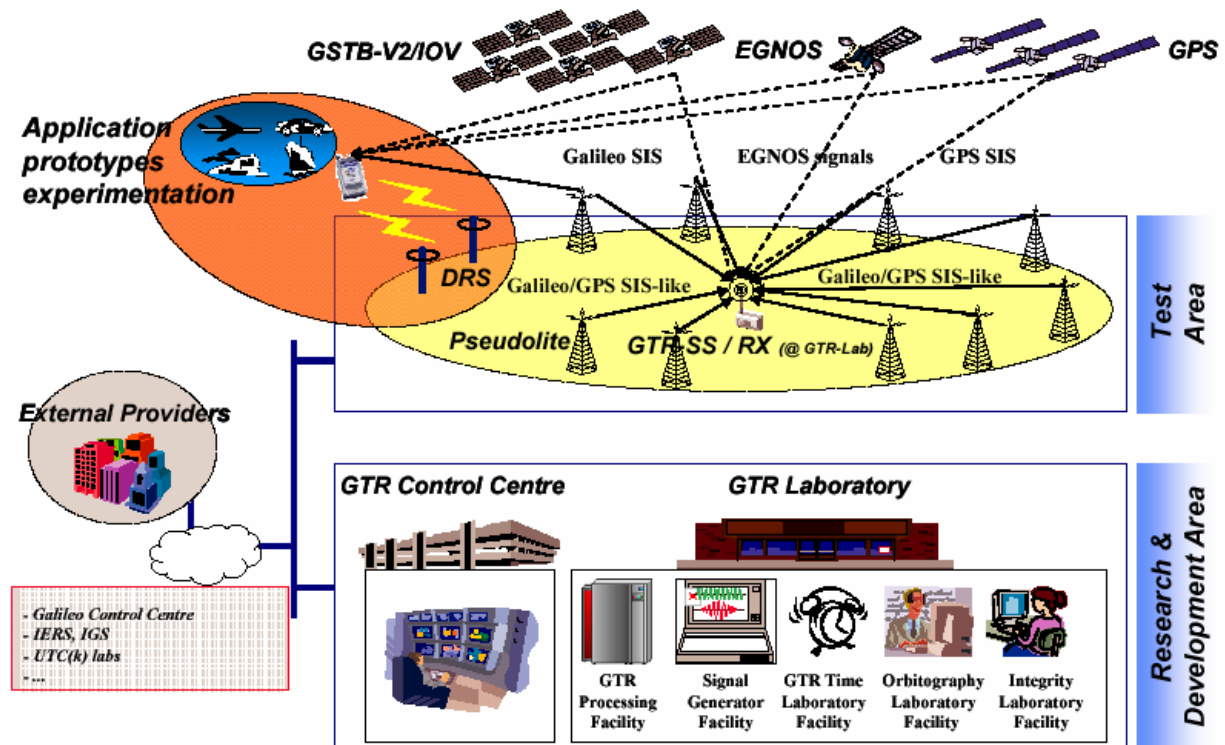 GSTB-V2/IOV
EGNOS
GPS
Application
prototypes
experimentation
Galileo SIS
EGNOS signals
GPS SIS
DRS
Galileo/GPS SIS-like
Galileo/GPS SIS-like
Pseudolite
GTR-SS / RX (@ GTR-Lab)
Test
Area
External Providers
- Galileo Control Centre
- IERS, IGS
- UTC(k) labs
- ...
GTR Control Centre
GTR Laboratory
GTR
Processing
Facility
Signal
Generator
Facility
GTR Time
Laboratory
Facility
Orbitography
Laboratory
Facility
Integrity
Laboratory
Facility
Research &
Development Area